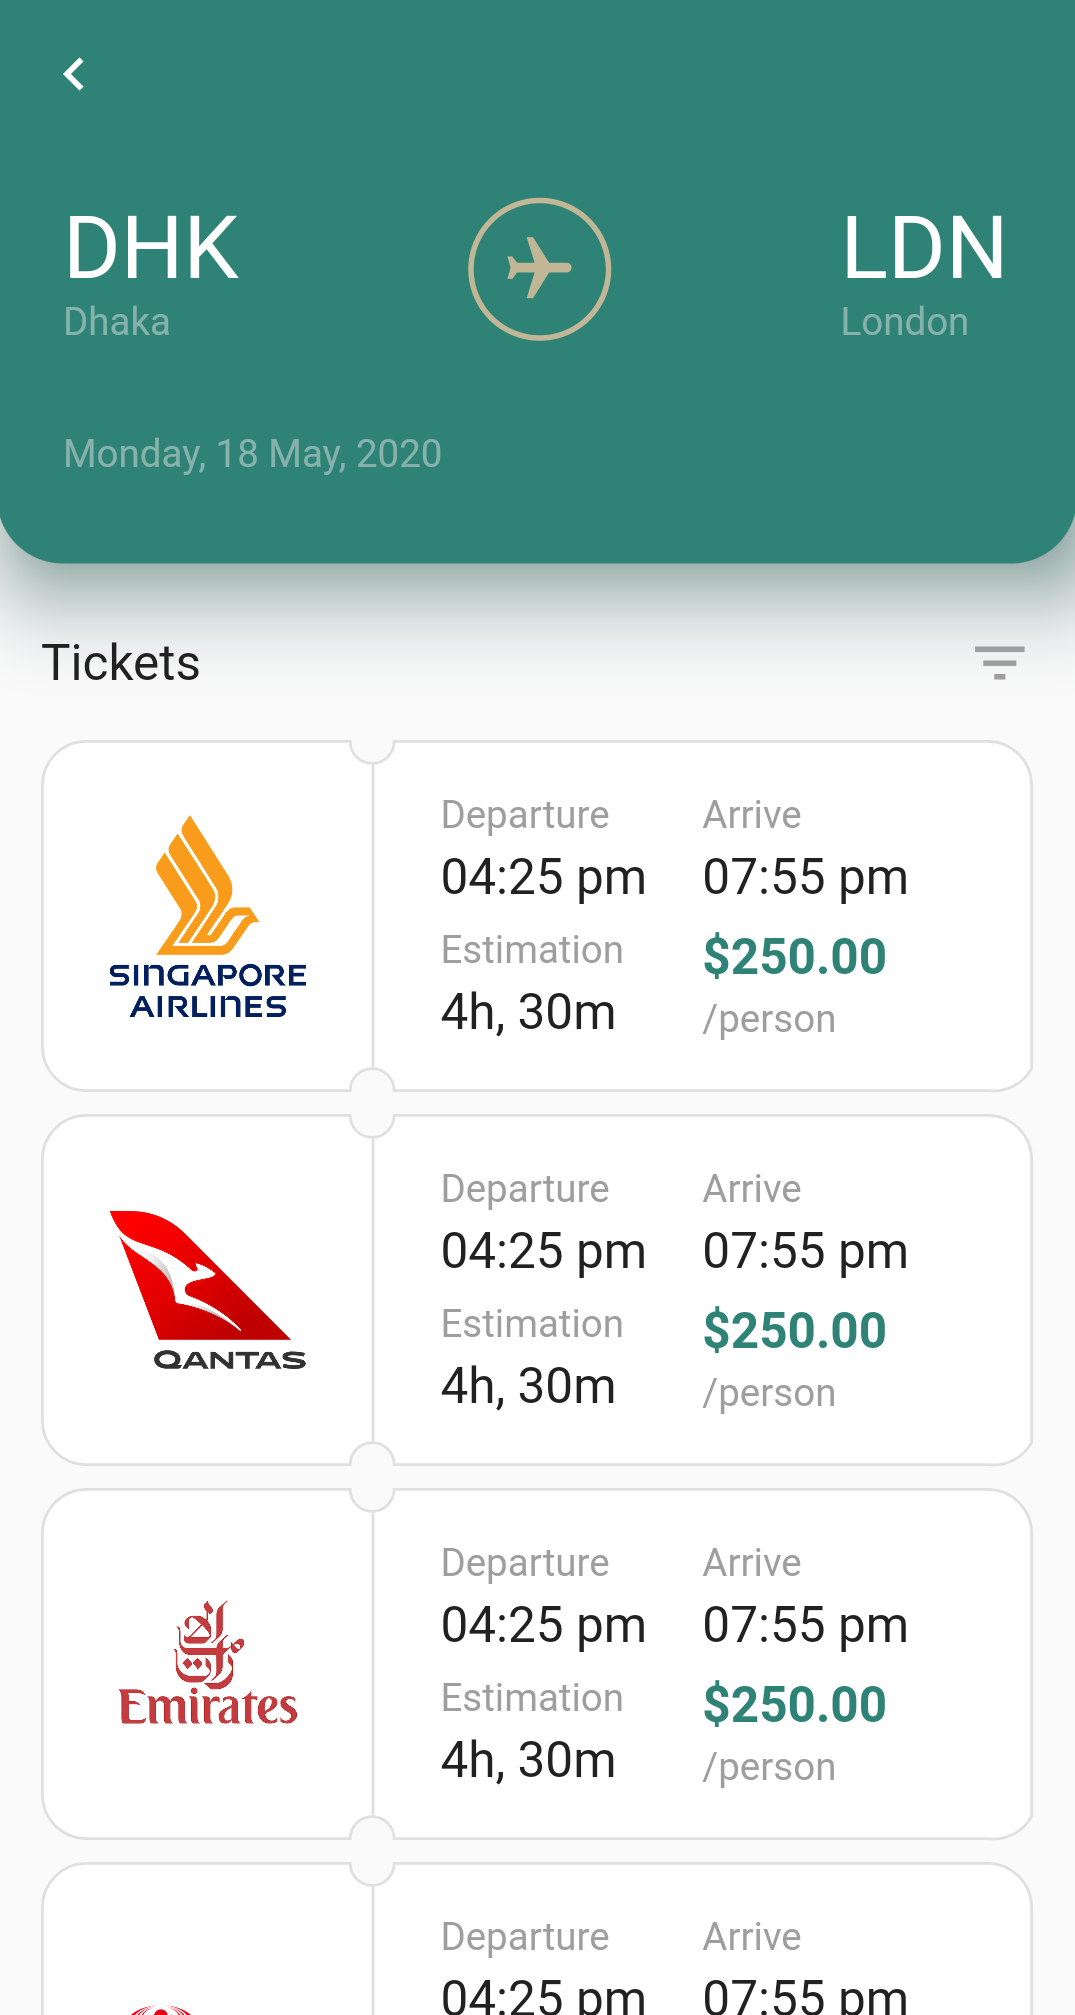 DHK
LDN
Dhaka
London
Monday, 18 May, 2020
Tickets
SINGAPORE
AIRLINES
Departure
Arrive
04:25 pm
07:55 pm
Estimation
$250.00
4h, 30m
/person
QANTAS
Departure
Arrive
04:25 pm
07:55 pm
Estimation
$250.00
4h, 30m
/person
Emirates
Departure
Arrive
04:25 pm
07:55 pm
Estimation
$250.00
4h, 30m
/person
Departure
Arrive
04:25 pm
07:55 pm